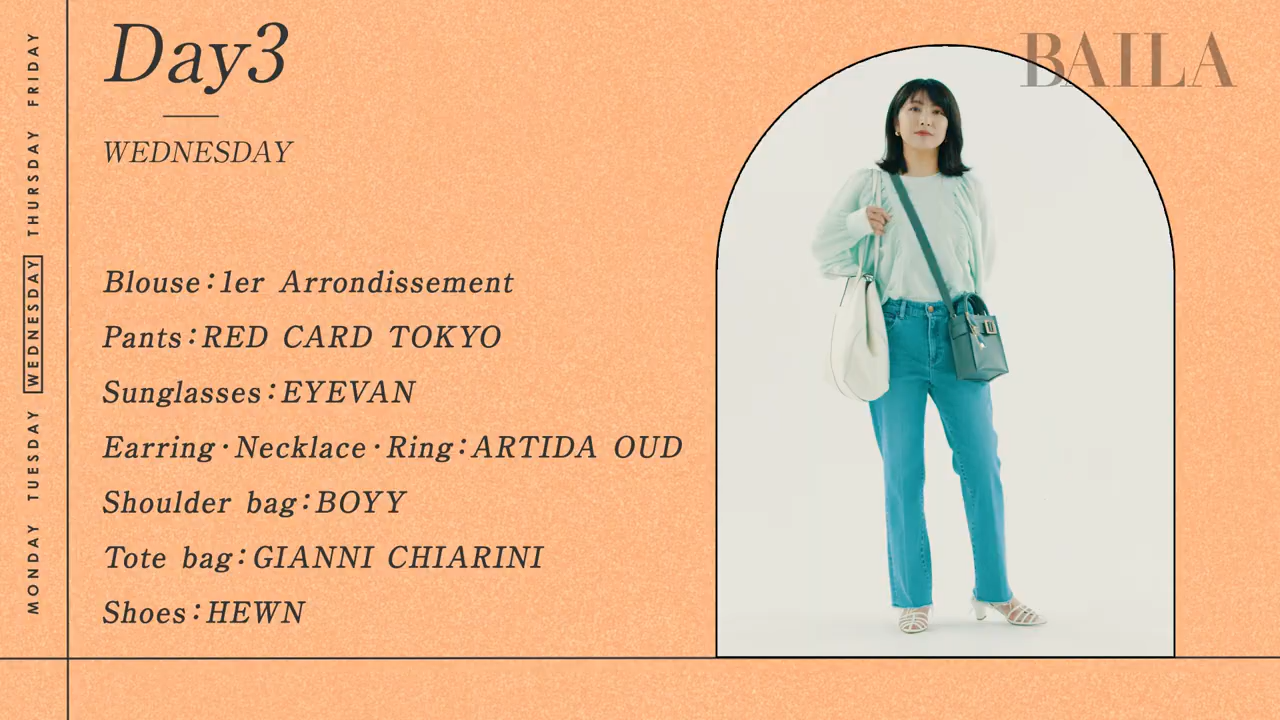 Day3
WEDNESDAY
Blouse:1er Arrondissement
Pants:RED CARD TOKYO
Sunglasses:EYEVAN
Earring・Necklace・Ring:ARTIDA OUD
Shoulder bag:BOYY
Tote bag:GIANNI CHIARINI
Shoes:HEWN
BAILA
MONDAY TUESDAY WEDNESDAY THURSDAY FRIDAY